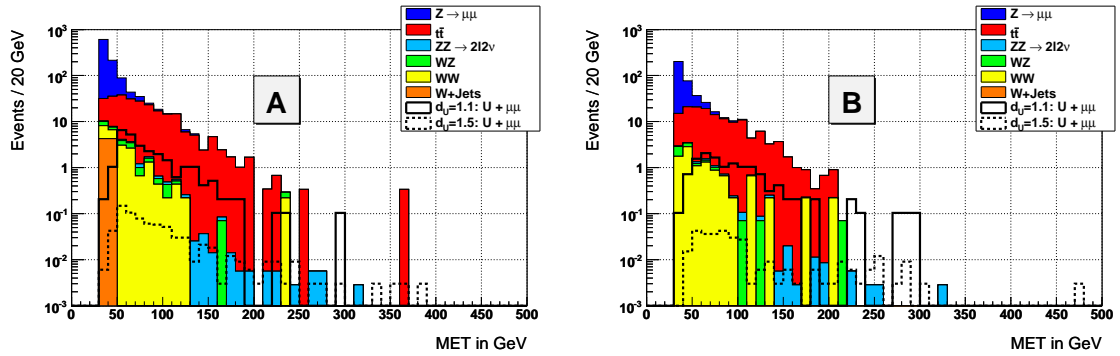 Events / 20 GeV
10³
10²
10
1
10⁻¹
10⁻²
10⁻³
A
Z → μμ
tt̄
ZZ → 2l2ν
WZ
WW
W+Jets
d_U=1.1: U + μμ
d_U=1.5: U + μμ
0 50 100 150 200 250 300 350 400 450 500
MET in GeV
Events / 20 GeV
10³
10²
10
1
10⁻¹
10⁻²
10⁻³
B
Z → μμ
tt̄
ZZ → 2l2ν
WZ
WW
W+Jets
d_U=1.1: U + μμ
d_U=1.5: U + μμ
0 50 100 150 200 250 300 350 400 450 500
MET in GeV